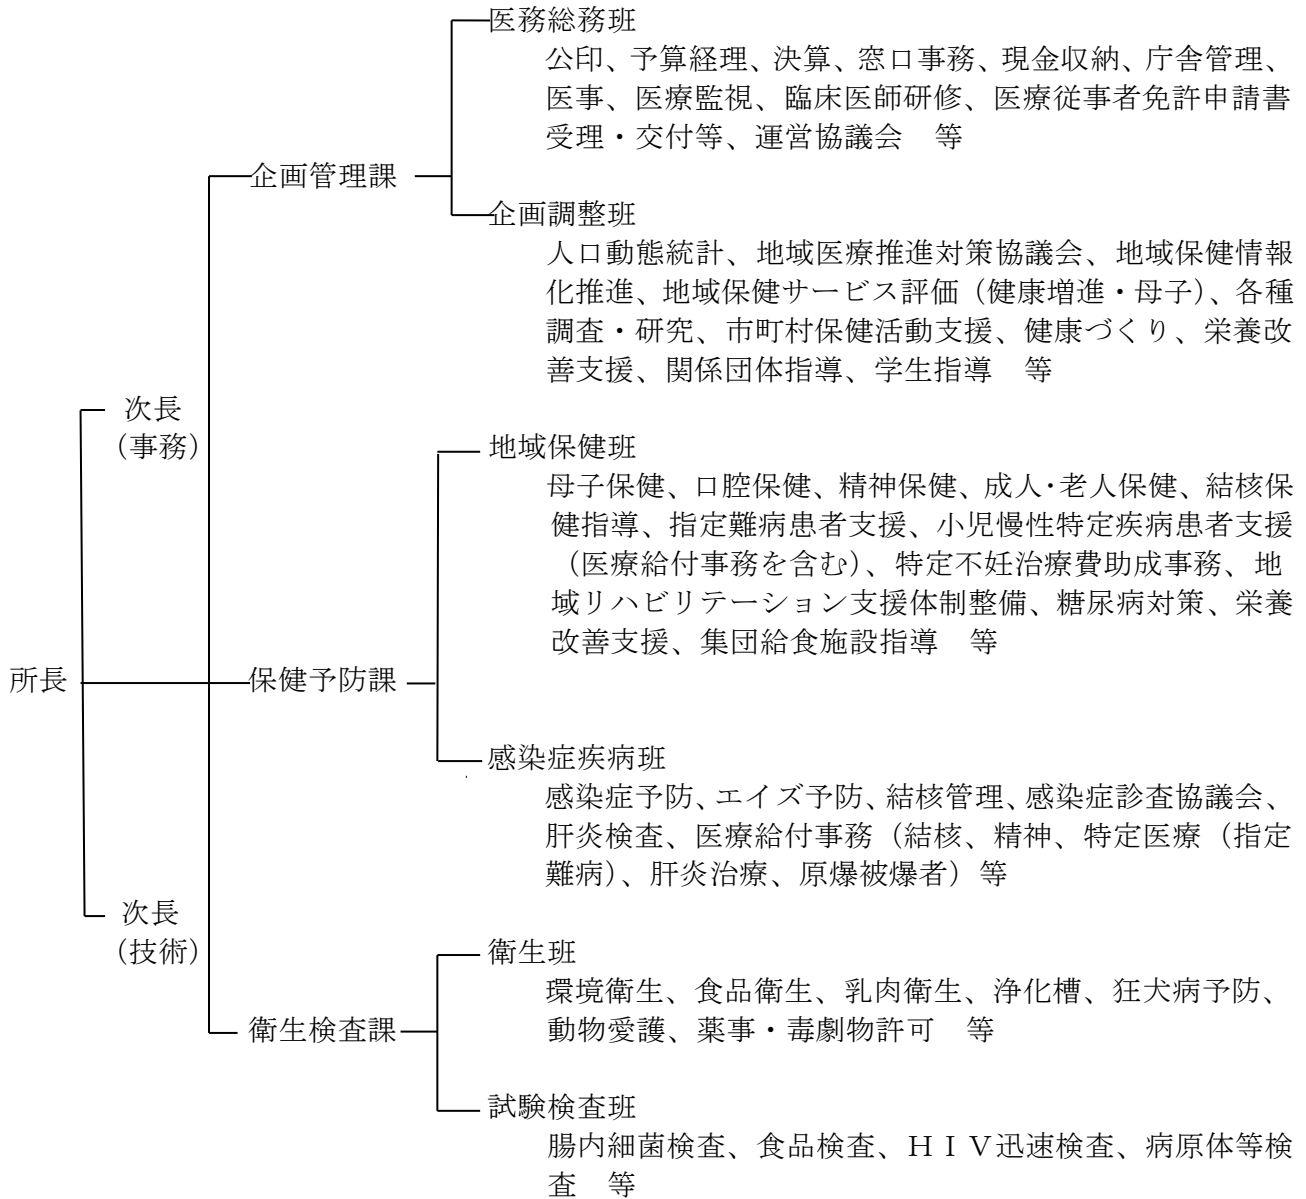 医務総務班
公印、予算経理、決算、窓口事務、現金収納、庁舎管理、
医事、医療監視、臨床医師研修、医療従事者免許申請書
受理・交付等、運営協議会　等
企画管理課
企画調整班
人口動態統計、地域医療推進対策協議会、地域保健情報
化推進、地域保健サービス評価（健康増進・母子）、各種
調査・研究、市町村保健活動支援、健康づくり、栄養改
善支援、関係団体指導、学生指導　等
次長
（事務）
地域保健班
母子保健、口腔保健、精神保健、成人・老人保健、結核保
健指導、指定難病患者支援、小児慢性特定疾病患者支援
（医療給付事務を含む）、特定不妊治療費助成事務、地
域リハビリテーション支援体制整備、糖尿病対策、栄養
改善支援、集団給食施設指導　等
所長
保健予防課
感染症疾病班
感染症予防、エイズ予防、結核管理、感染症診査協議会、
肝炎検査、医療給付事務（結核、精神、特定医療（指定
難病）、肝炎治療、原爆被爆者）等
次長
（技術）
衛生班
環境衛生、食品衛生、乳肉衛生、浄化槽、狂犬病予防、
動物愛護、薬事・毒劇物許可　等
衛生検査課
試験検査班
腸内細菌検査、食品検査、ＨＩＶ迅速検査、病原体等検
査　等